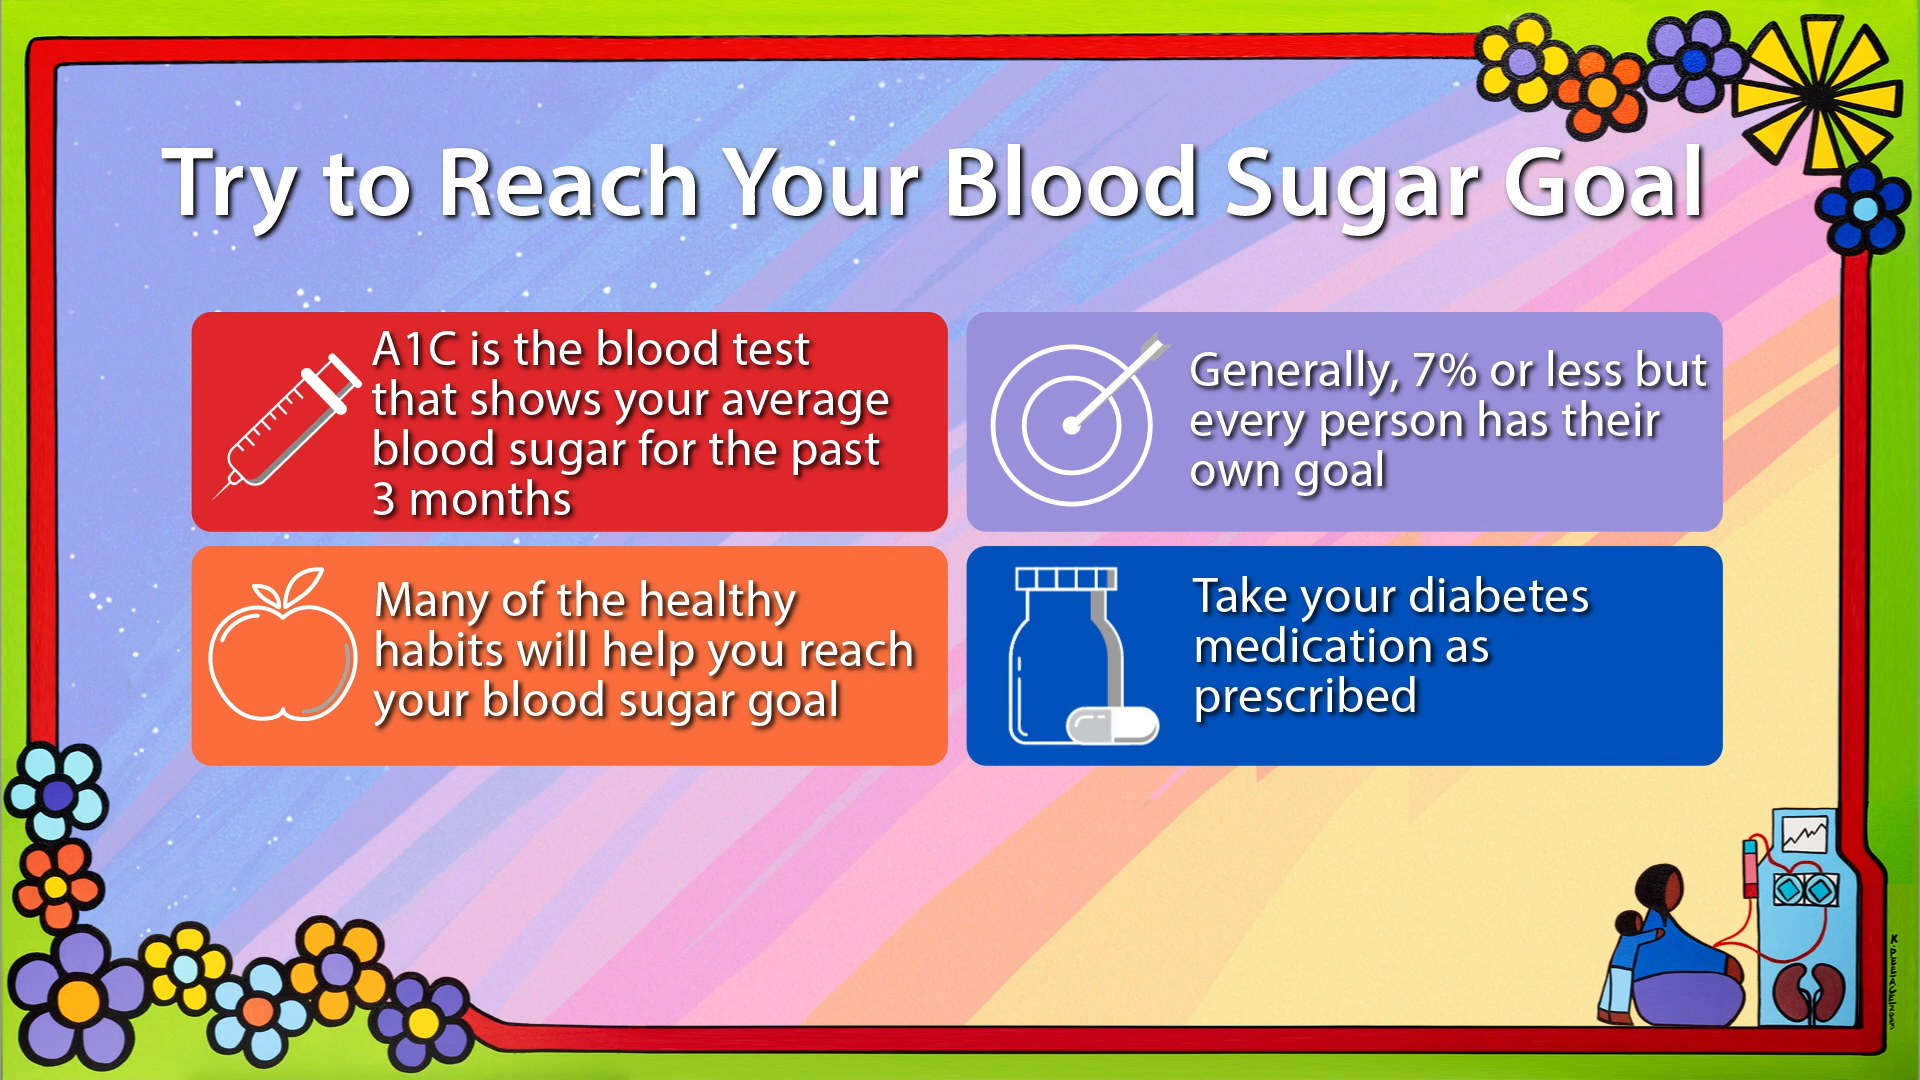 Try to Reach Your Blood Sugar Goal
A1C is the blood test
that shows your average
blood sugar for the past
3 months
Generally, 7% or less but
every person has their
own goal
Many of the healthy
habits will help you reach
your blood sugar goal
Take your diabetes
medication as
prescribed